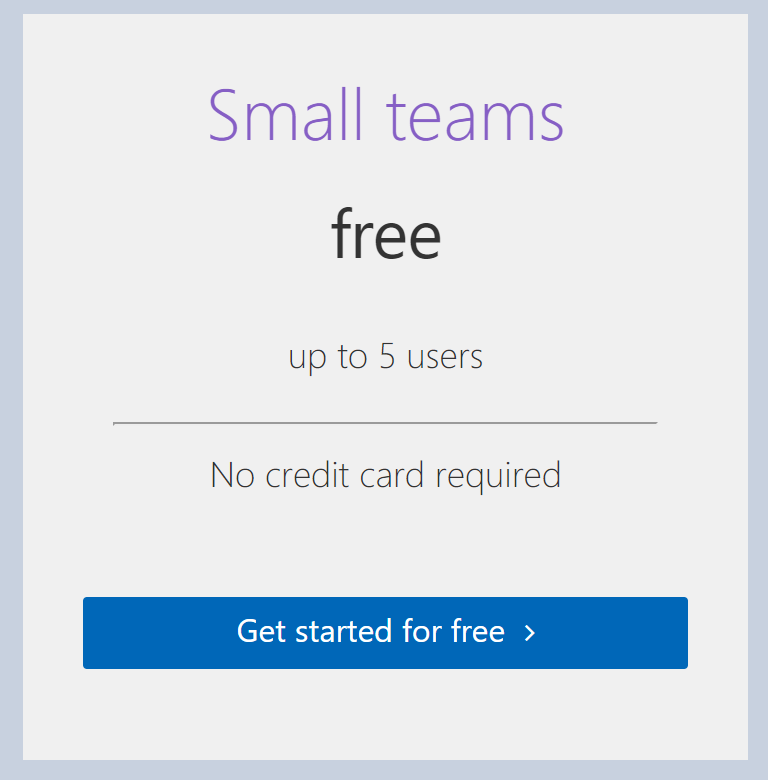 Small teams
free
up to 5 users
No credit card required
Get started for free